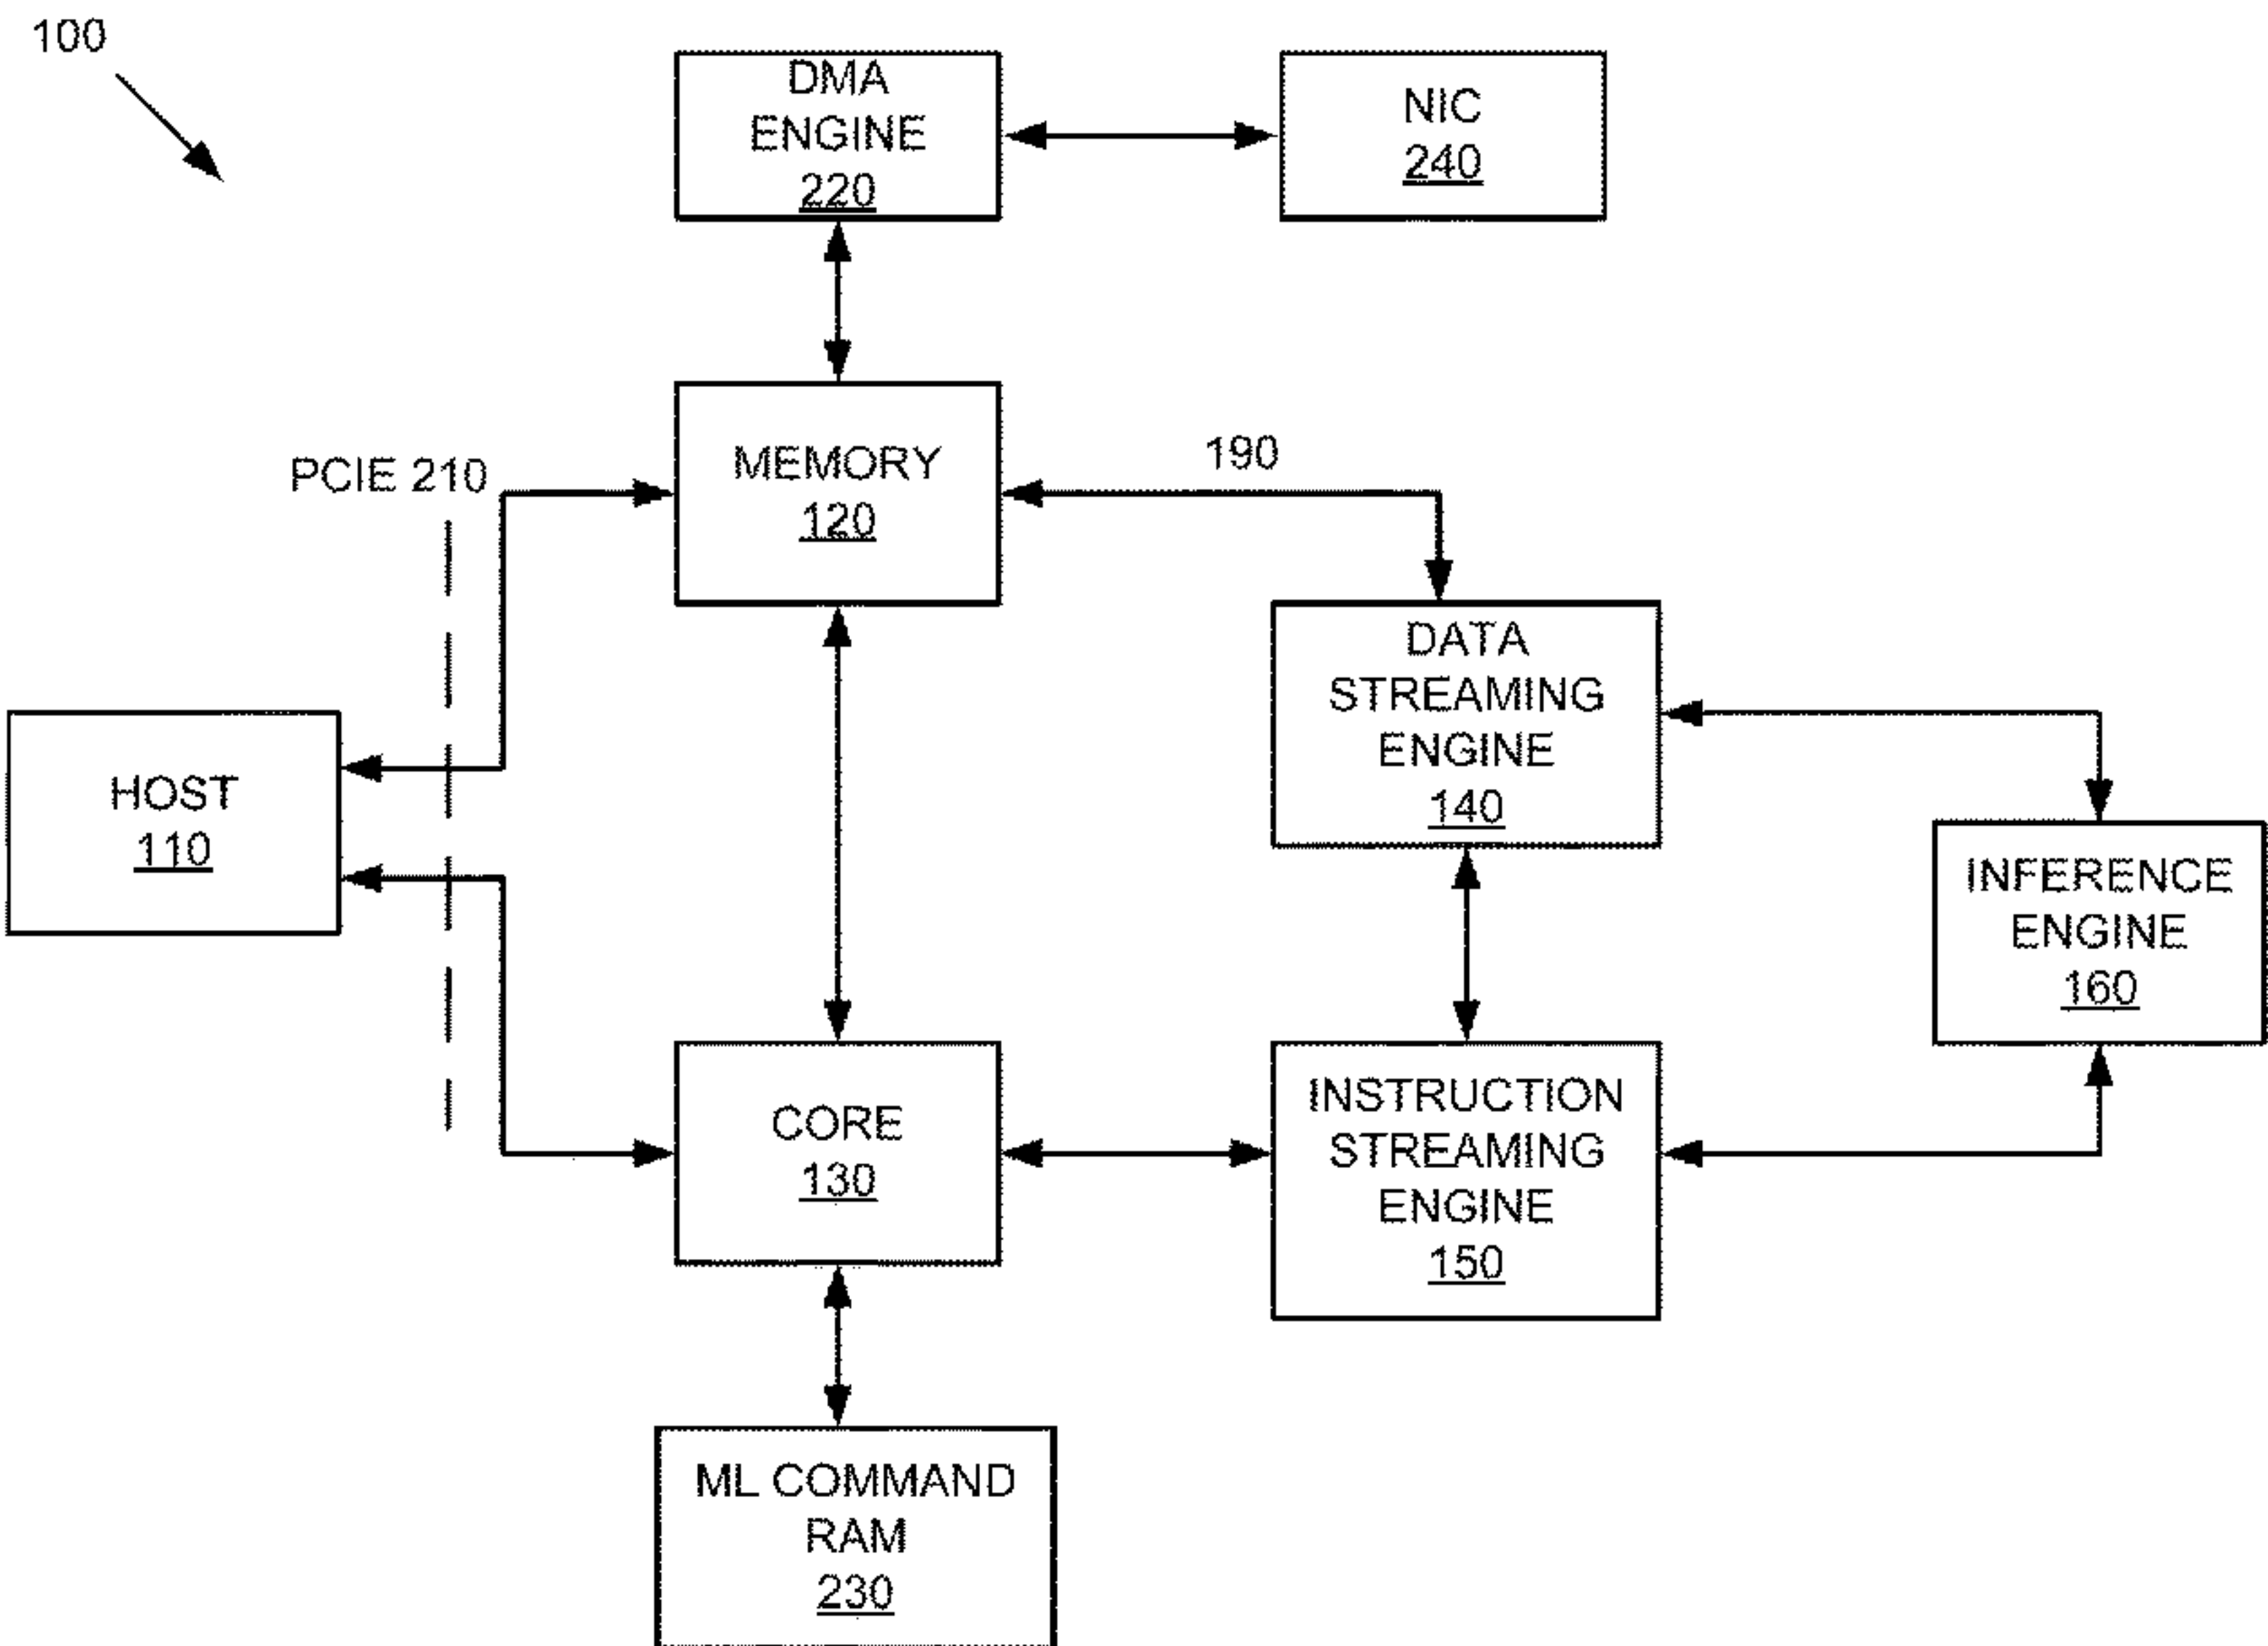 100
DMA
ENGINE
220
NIC
240
PCIE 210
MEMORY
120
190
DATA
STREAMING
ENGINE
140
HOST
110
INFERENCE
ENGINE
160
CORE
130
INSTRUCTION
STREAMING
ENGINE
150
ML COMMAND
RAM
230